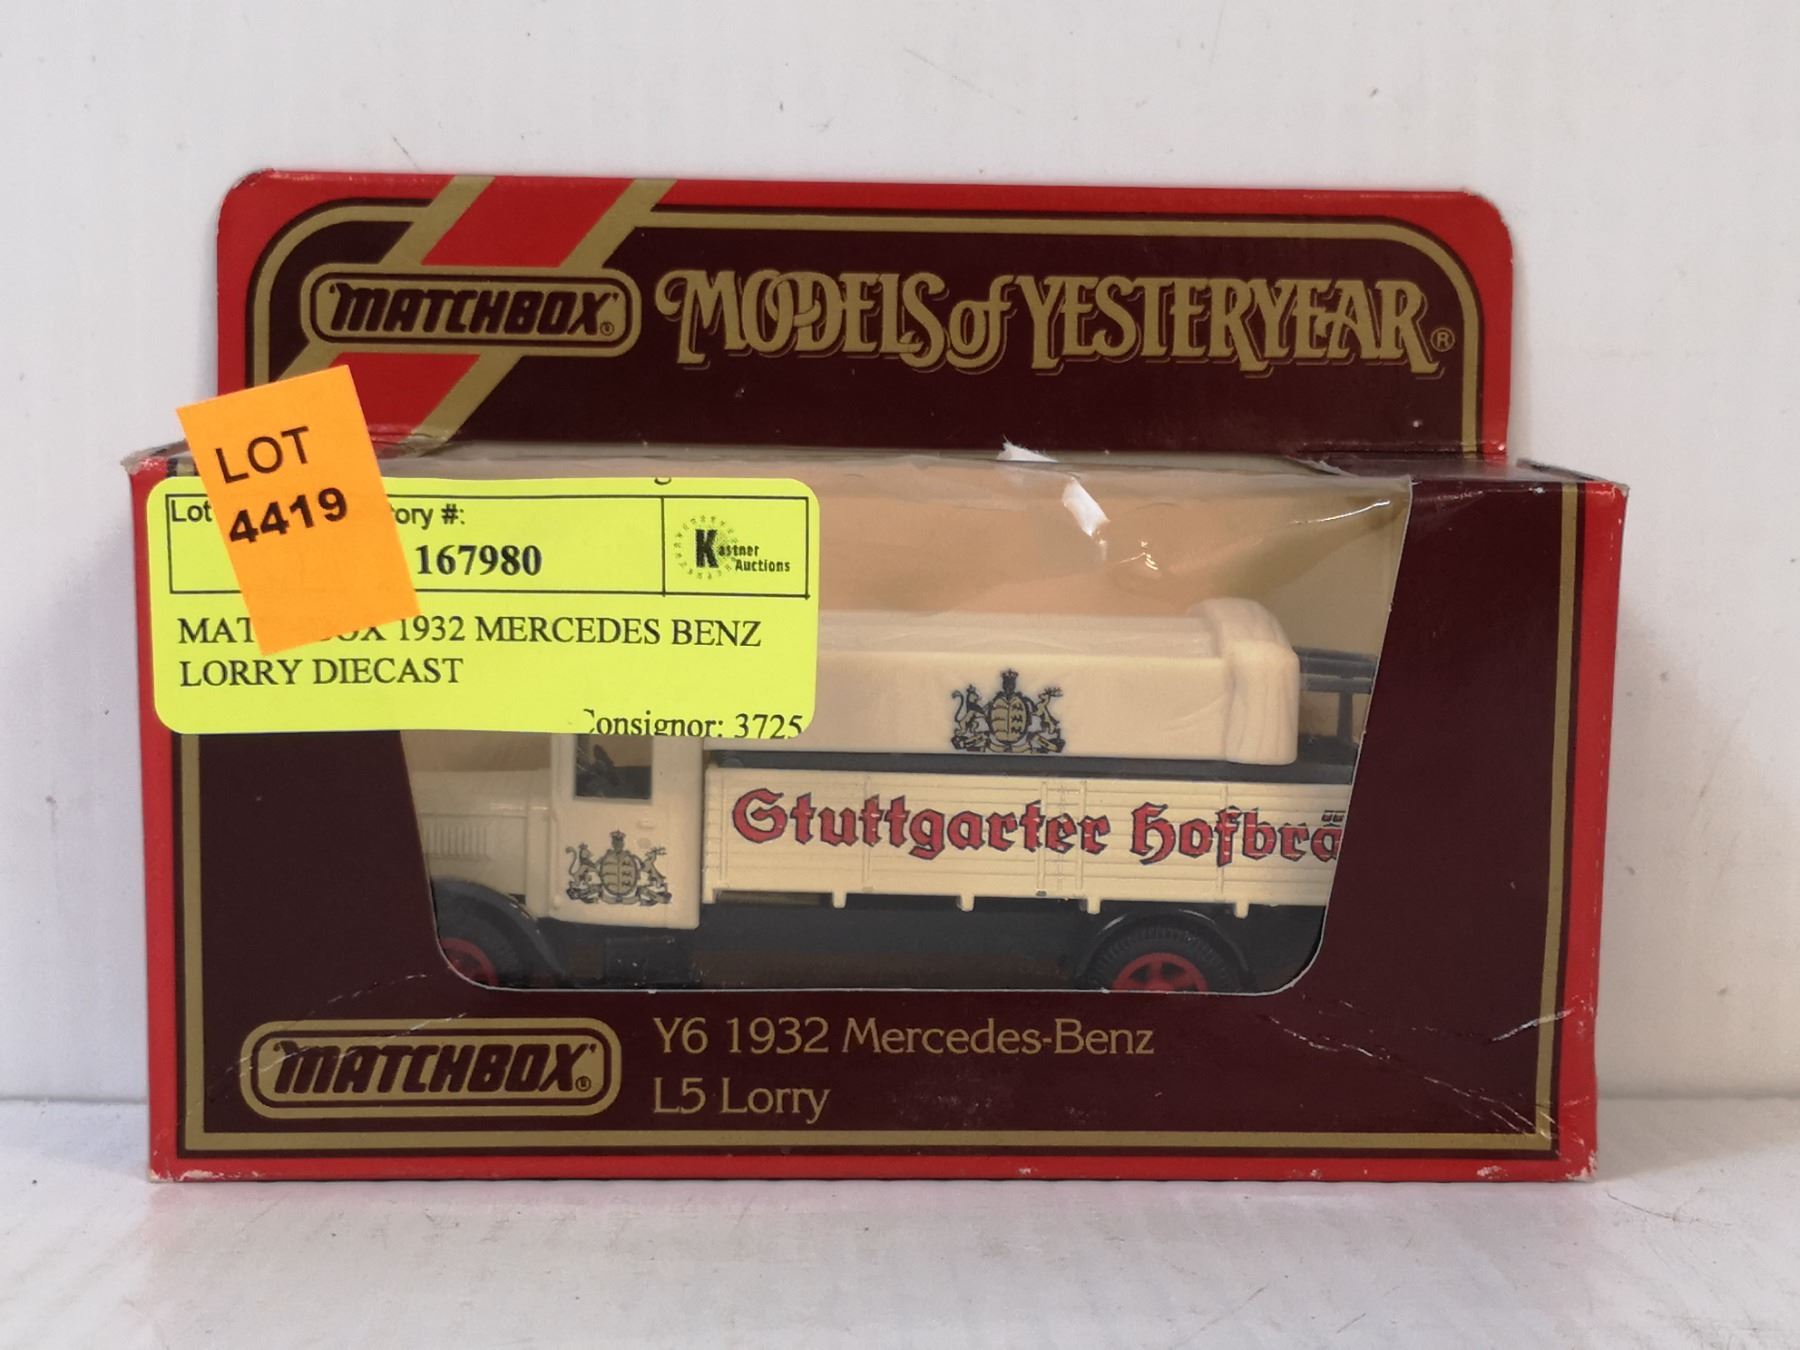 MATCHBOX® MODELS of YESTERYEAR®
LOT
4419
Lot
ory #:
167980
Kastner
Auctions
MAT OX 1932 MERCEDES BENZ
LORRY DIECAST
Consignor: 3725
Stuttgarter Hofbrä
MATCHBOX®
Y6 1932 Mercedes-Benz
L5 Lorry